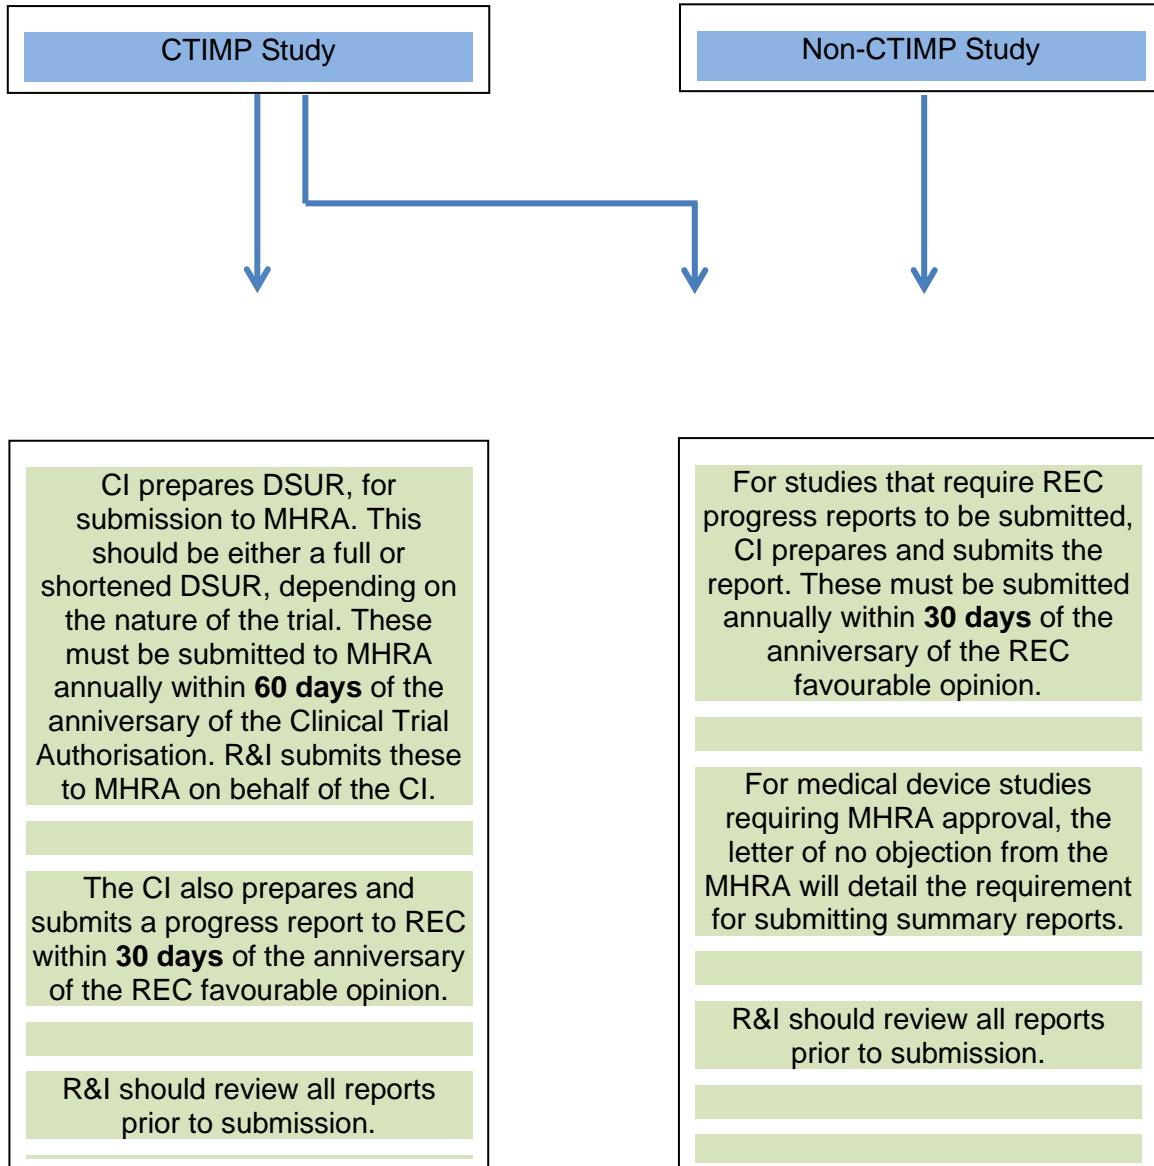 CTIMP Study
Non-CTIMP Study
CI prepares DSUR, for
submission to MHRA. This
should be either a full or
shortened DSUR, depending on
the nature of the trial. These
must be submitted to MHRA
annually within 60 days of the
anniversary of the Clinical Trial
Authorisation. R&I submits these
to MHRA on behalf of the CI.
The CI also prepares and
submits a progress report to REC
within 30 days of the anniversary
of the REC favourable opinion.
R&I should review all reports
prior to submission.
For studies that require REC
progress reports to be submitted,
CI prepares and submits the
report. These must be submitted
annually within 30 days of the
anniversary of the REC
favourable opinion.
For medical device studies
requiring MHRA approval, the
letter of no objection from the
MHRA will detail the requirement
for submitting summary reports.
R&I should review all reports
prior to submission.